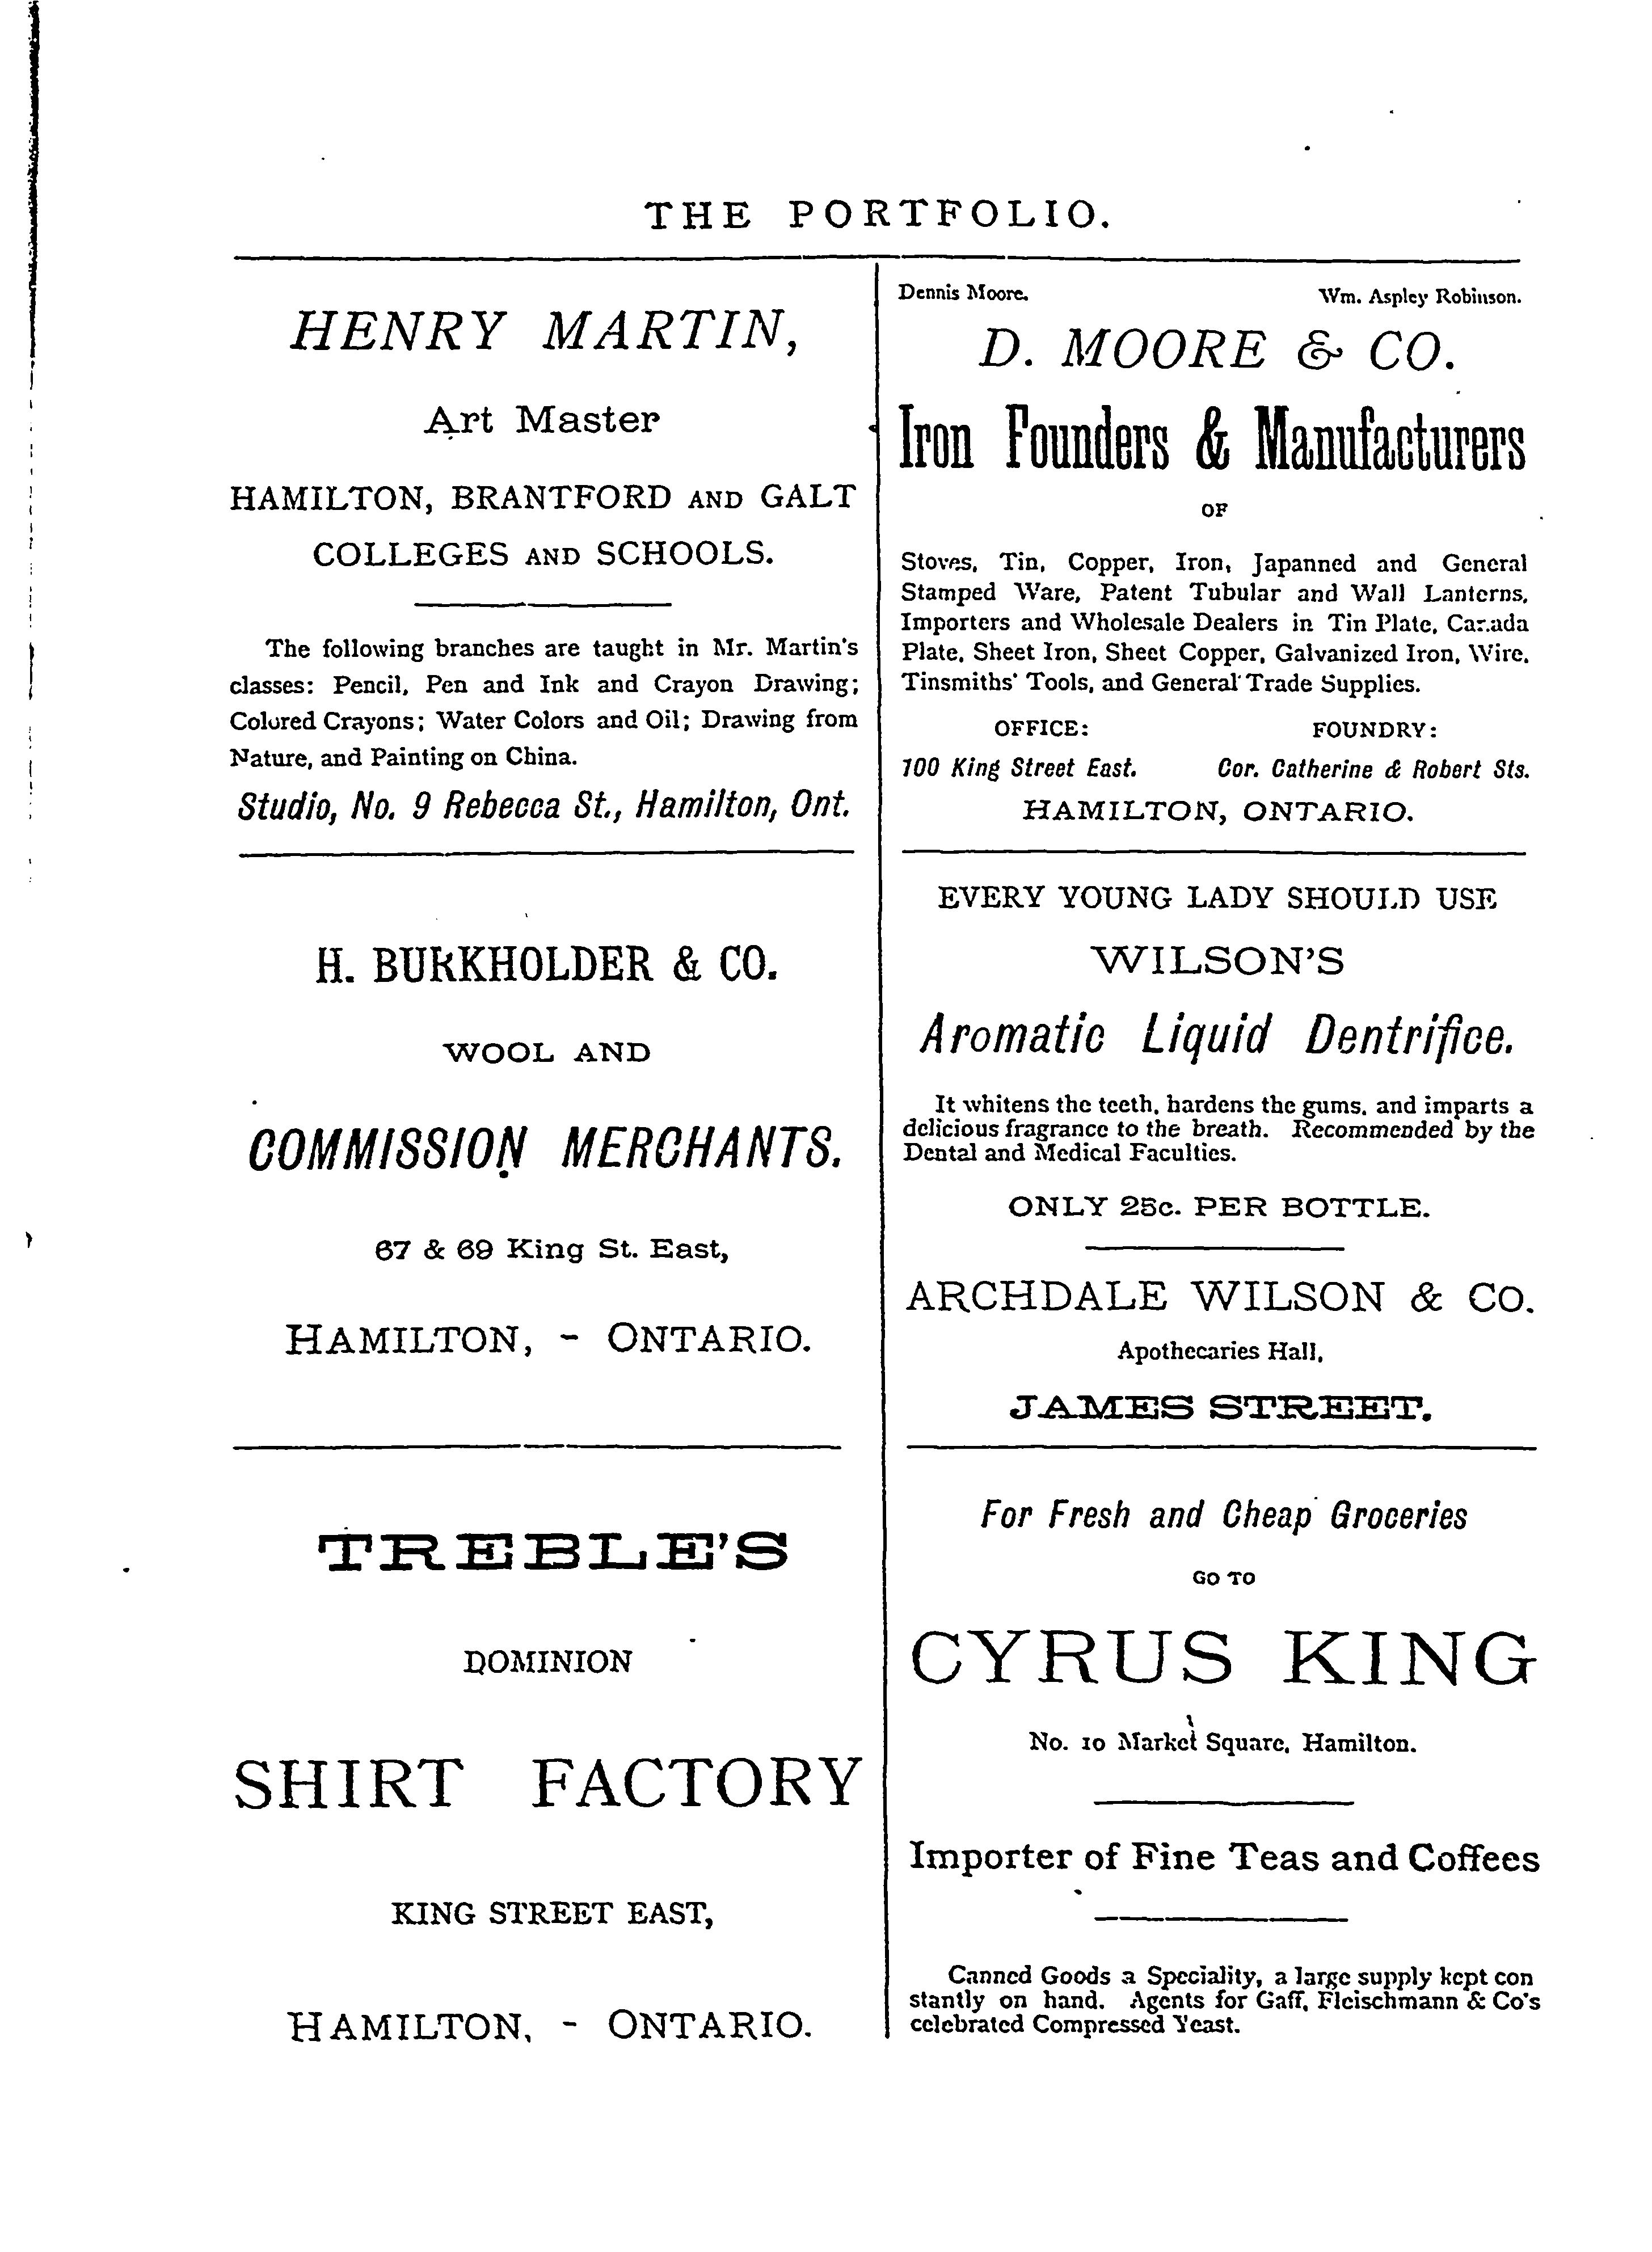 THE PORTFOLIO.
HENRY MARTIN,
Art Master
HAMILTON, BRANTFORD AND GALT
COLLEGES AND SCHOOLS.
The following branches are taught in Mr. Martin's
classes: Pencil, Pen and Ink and Crayon Drawing;
Colored Crayons; Water Colors and Oil; Drawing from
Nature, and Painting on China.
Studio, No. 9 Rebecca St., Hamilton, Ont.
H. BURKHOLDER & CO.
WOOL AND
COMMISSION MERCHANTS.
67 & 69 King St. East,
HAMILTON, - ONTARIO.
TREBLE'S
DOMINION
SHIRT FACTORY
KING STREET EAST,
HAMILTON, - ONTARIO.
Dennis Moore. Wm. Aspley Robinson.
D. MOORE & CO.
Iron Founders & Manufacturers
OF
Stoves, Tin, Copper, Iron, Japanned and General
Stamped Ware, Patent Tubular and Wall Lanterns,
Importers and Wholesale Dealers in Tin Plate, Canada
Plate, Sheet Iron, Sheet Copper, Galvanized Iron, Wire,
Tinsmiths' Tools, and General Trade Supplies.
OFFICE: FOUNDRY:
100 King Street East. Cor. Catherine & Robert Sts.
HAMILTON, ONTARIO.
EVERY YOUNG LADY SHOULD USE
WILSON'S
Aromatic Liquid Dentrifice.
It whitens the teeth, hardens the gums, and imparts a
delicious fragrance to the breath. Recommended by the
Dental and Medical Faculties.
ONLY 25c. PER BOTTLE.
ARCHDALE WILSON & CO.
Apothecaries Hall,
JAMES STREET.
For Fresh and Cheap Groceries
GO TO
CYRUS KING
No. 10 Market Square, Hamilton.
Importer of Fine Teas and Coffees
Canned Goods a Speciality, a large supply kept con
stantly on hand. Agents for Gaff, Fleischmann & Co's
celebrated Compressed Yeast.